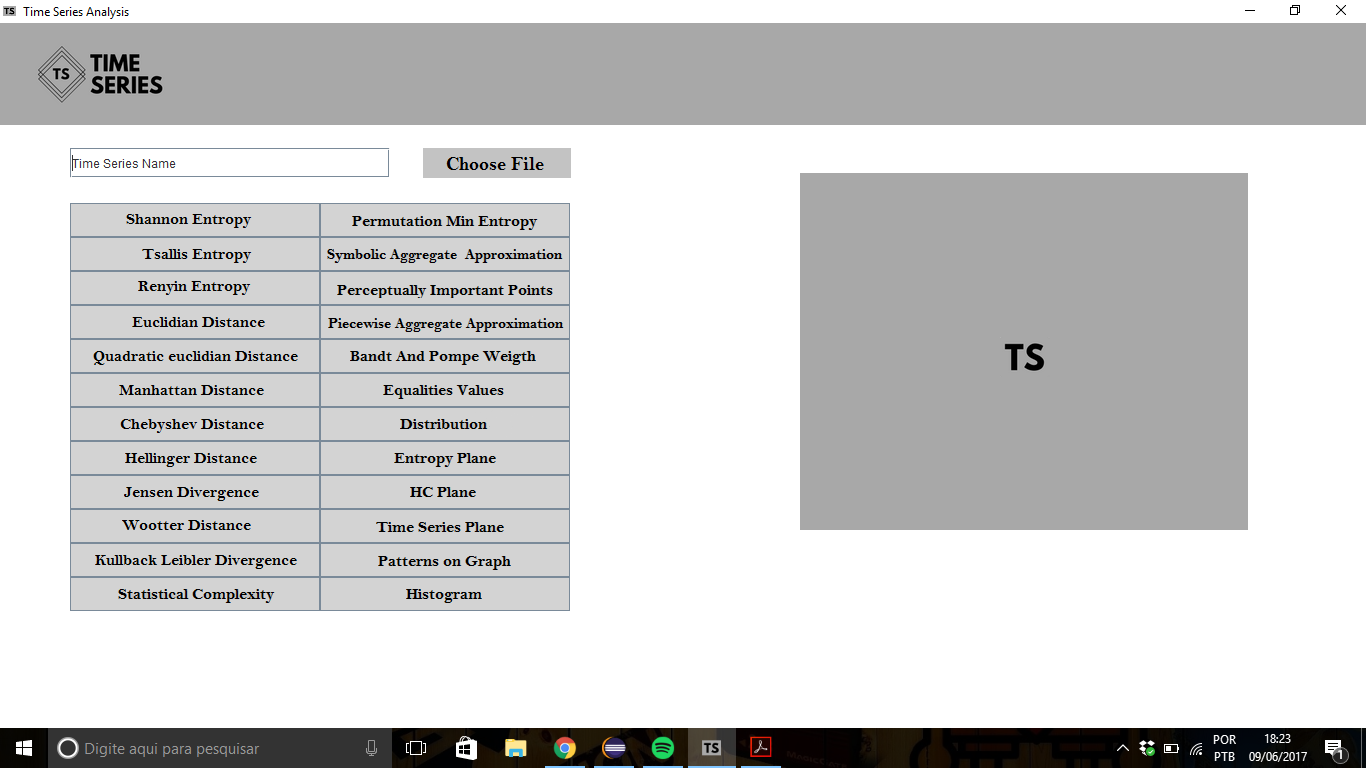 TS Time Series Analysis
TS
TIME
SERIES
Time Series Name
Choose File
Shannon Entropy
Permutation Min Entropy
Tsallis Entropy
Symbolic Aggregate  Approximation
Renyin Entropy
Perceptually Important Points
Euclidian Distance
Piecewise Aggregate Approximation
Quadratic euclidian Distance
Bandt And Pompe Weigth
Manhattan Distance
Equalities Values
Chebyshev Distance
Distribution
Hellinger Distance
Entropy Plane
Jensen Divergence
HC Plane
Wootter Distance
Time Series Plane
Kullback Leibler Divergence
Patterns on Graph
Statistical Complexity
Histogram
TS
Digite aqui para pesquisar
TS
POR
PTB
18:23
09/06/2017
1